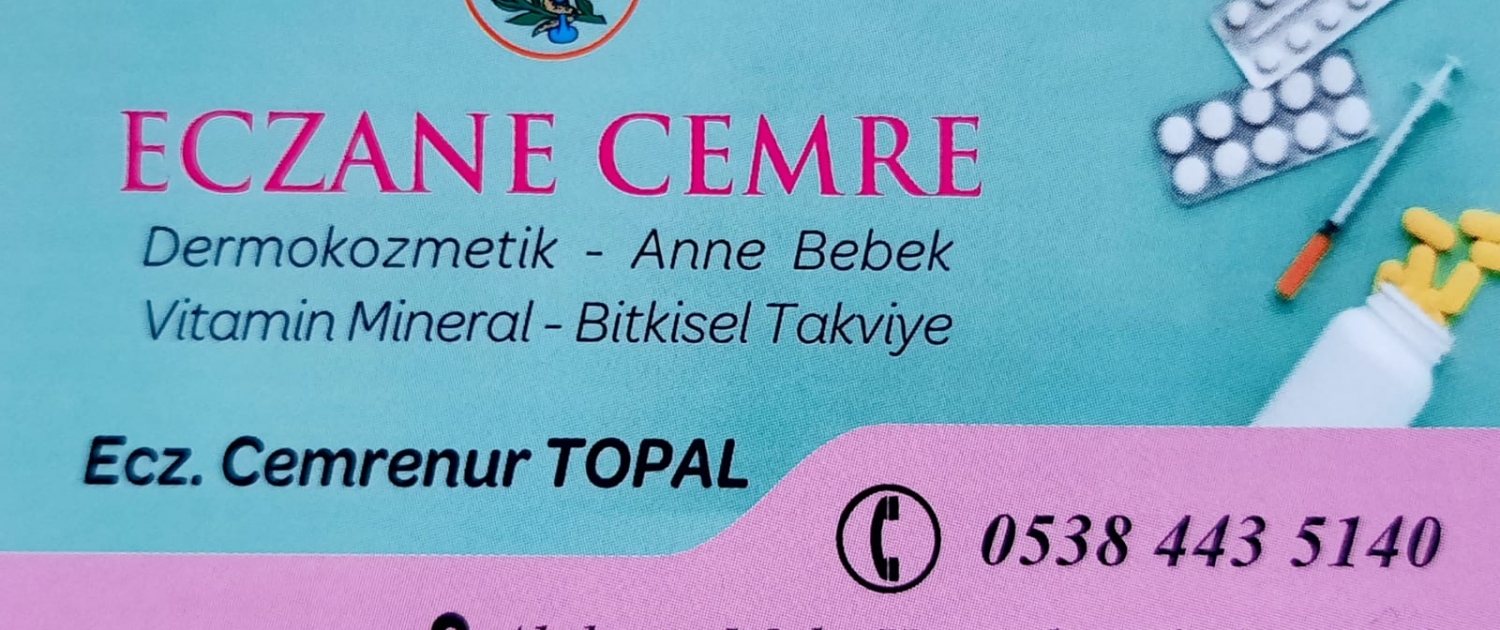 ECZANE CEMRE
Dermokozmetik - Anne Bebek
Vitamin Mineral - Bitkisel Takviye
Ecz. Cemrenur TOPAL
0538 443 5140